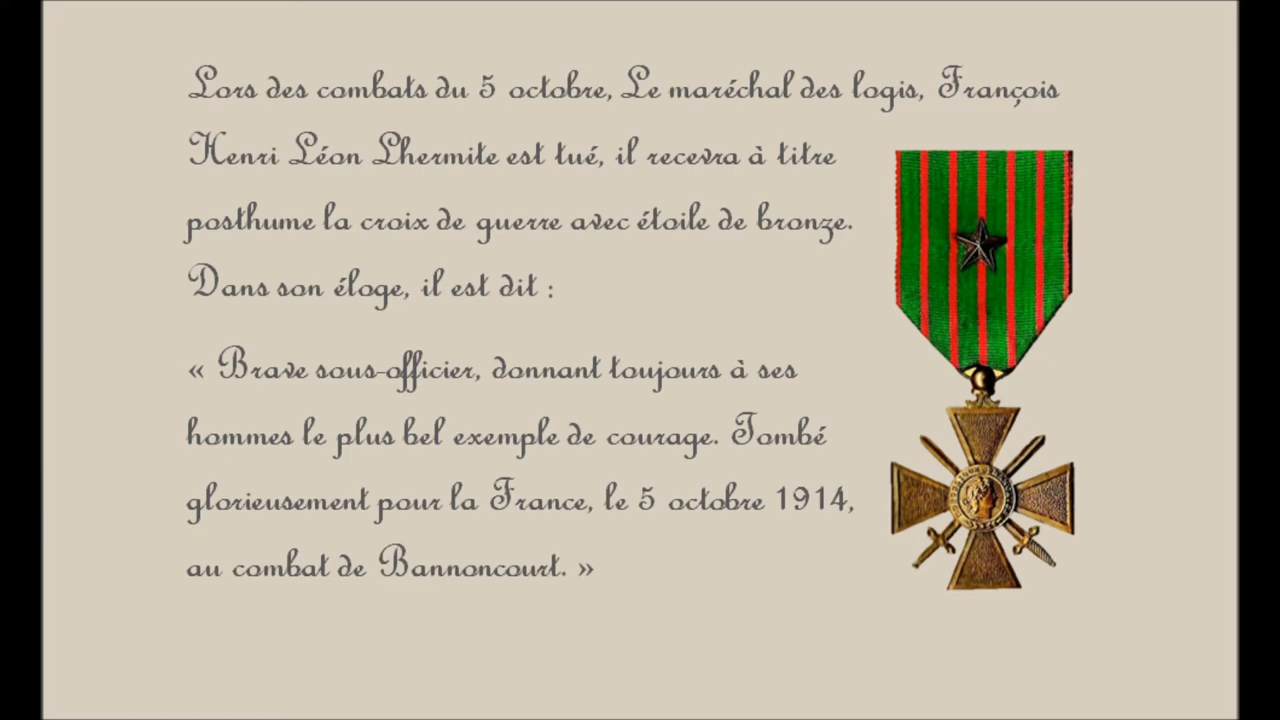 Lors des combats du 5 octobre, Le maréchal des logis, François
Henri Léon Lhermite est tué, il recevra à titre
posthume la croix de guerre avec étoile de bronze.
Dans son éloge, il est dit :
« Brave sous-officier, donnant toujours à ses
hommes le plus bel exemple de courage. Tombé
glorieusement pour la France, le 5 octobre 1914,
au combat de Bannoncourt. »